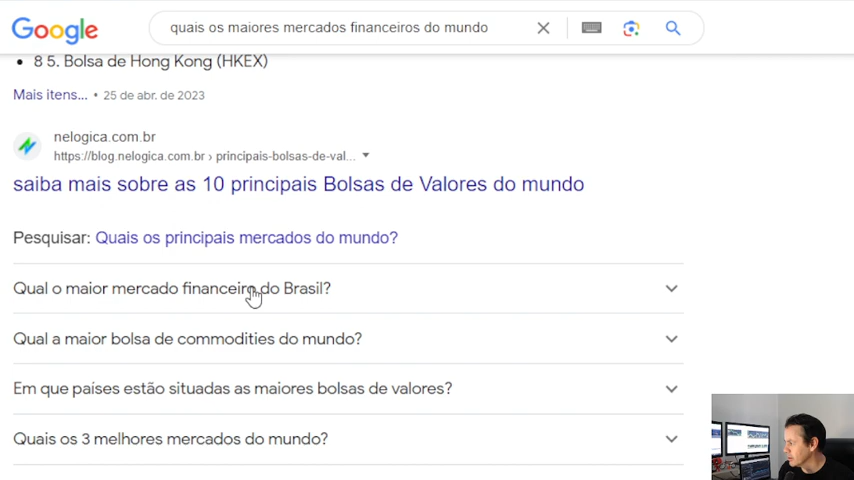 Google
quais os maiores mercados financeiros do mundo
8 5. Bolsa de Hong Kong (HKEX)
Mais itens... • 25 de abr. de 2023
nelogica.com.br
https://blog.nelogica.com.br › principais-bolsas-de-val...
saiba mais sobre as 10 principais Bolsas de Valores do mundo
Pesquisar: Quais os principais mercados do mundo?
Qual o maior mercado financeiro do Brasil?
Qual a maior bolsa de commodities do mundo?
Em que países estão situadas as maiores bolsas de valores?
Quais os 3 melhores mercados do mundo?